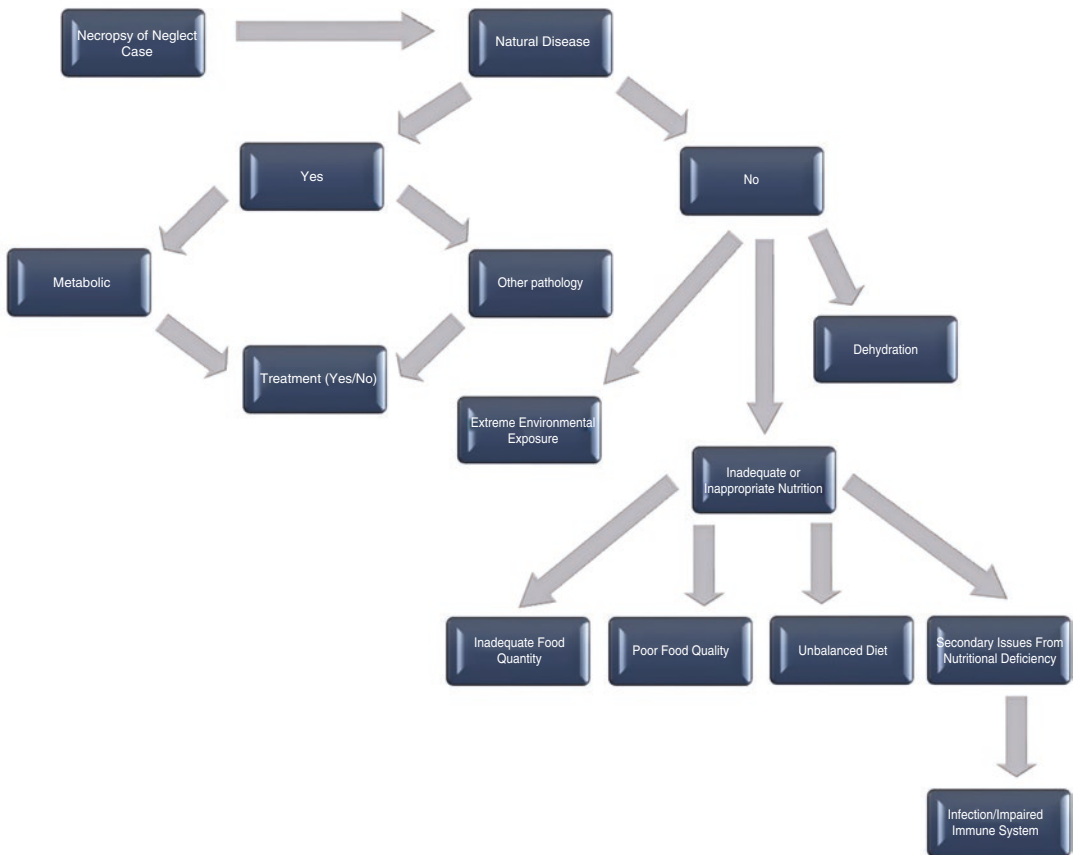 Necropsy of Neglect
Case
Natural Disease
Yes
No
Metabolic
Other pathology
Treatment (Yes/No)
Dehydration
Extreme Environmental
Exposure
Inadequate or
Inappropriate Nutrition
Inadequate Food
Quantity
Poor Food Quality
Unbalanced Diet
Secondary Issues From
Nutritional Deficiency
Infection/Impaired
Immune System